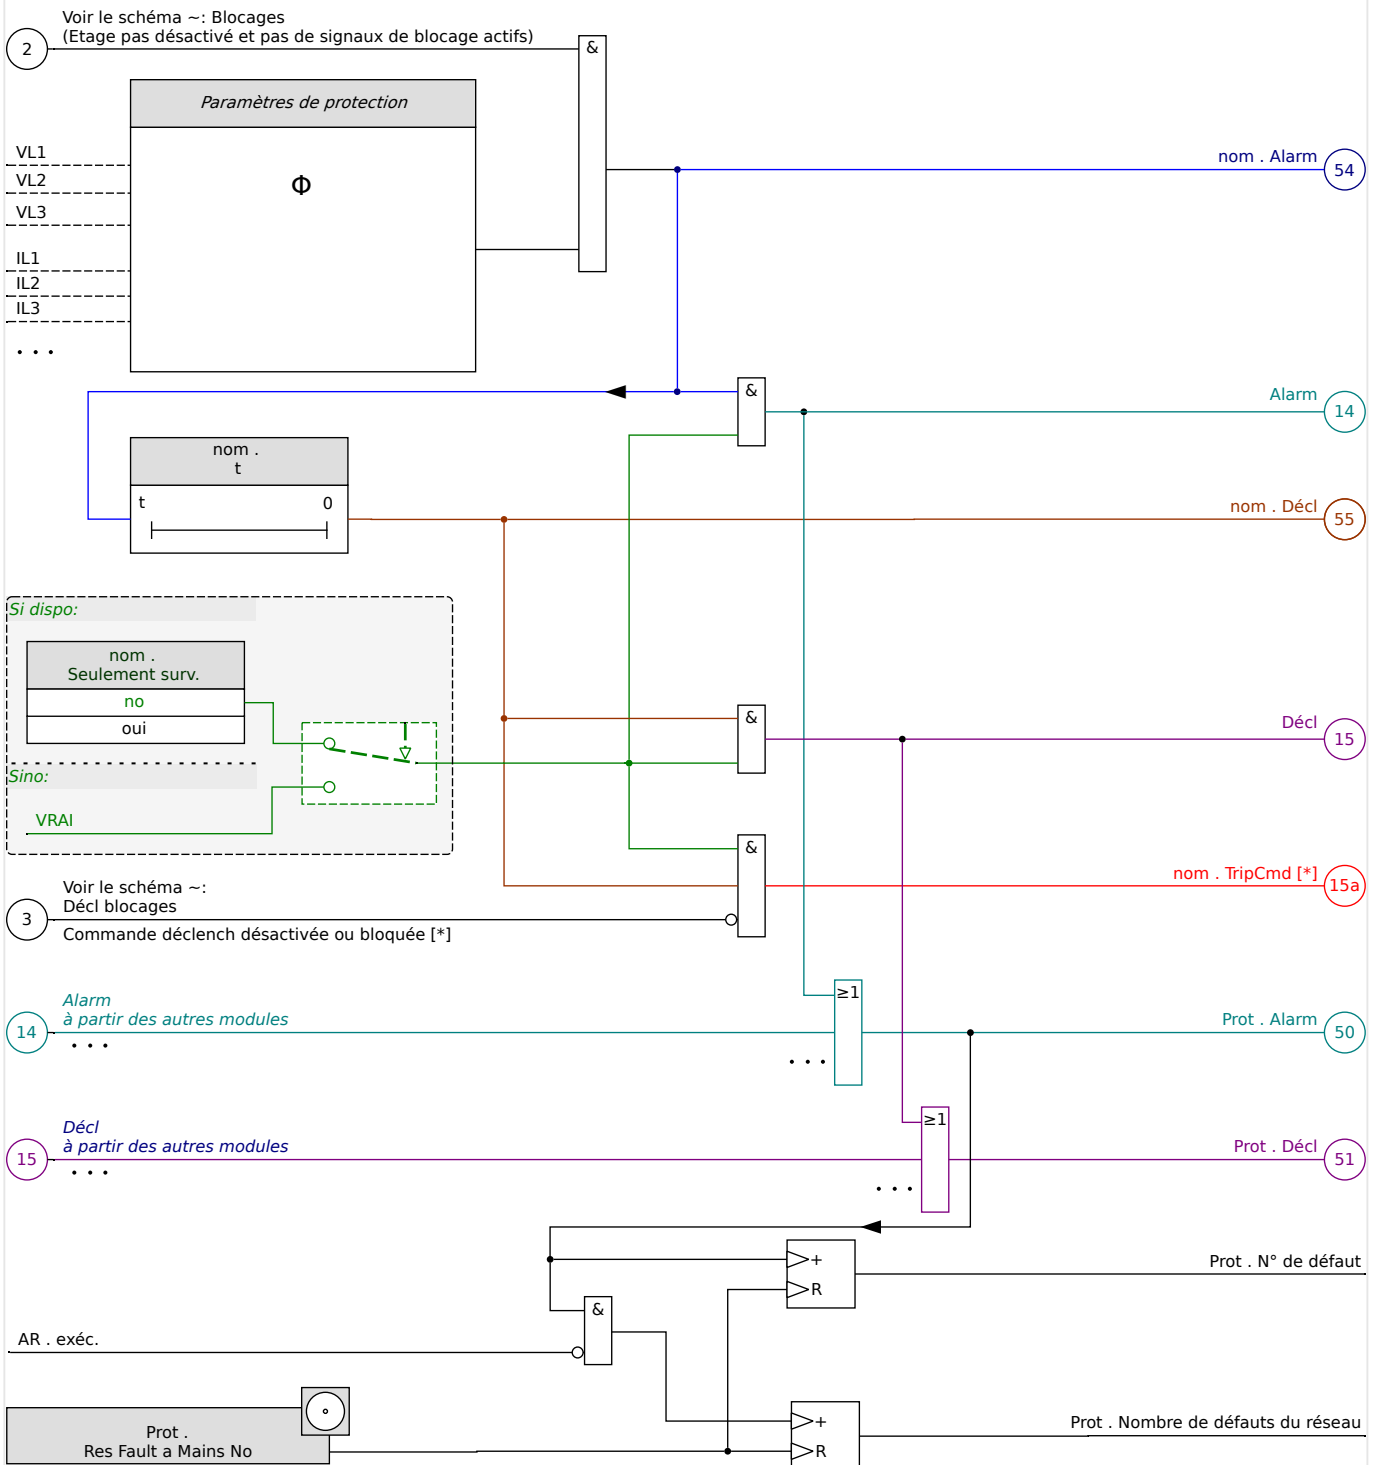 Voir le schéma ~: Blocages
(Etage pas désactivé et pas de signaux de blocage actifs)
2
&
Paramètres de protection
Φ
VL1
VL2
VL3
IL1
IL2
IL3
• • •
nom . Alarm
54
&
Alarm
14
nom .
t
t
0
nom . Décl
55
Si dispo:
nom .
Seulement surv.
no
oui
Sino:
VRAI
&
Décl
15
&
nom . TripCmd [*]
15a
Voir le schéma ~:
Décl blocages
3
Commande déclench désactivée ou bloquée [*]
Alarm
à partir des autres modules
14
• • •
≥1
• • •
Prot . Alarm
50
Décl
à partir des autres modules
15
• • •
≥1
• • •
Prot . Décl
51
+
R
Prot . N° de défaut
&
AR . exéc.
Prot .
Res Fault a Mains No
+
R
Prot . Nombre de défauts du réseau